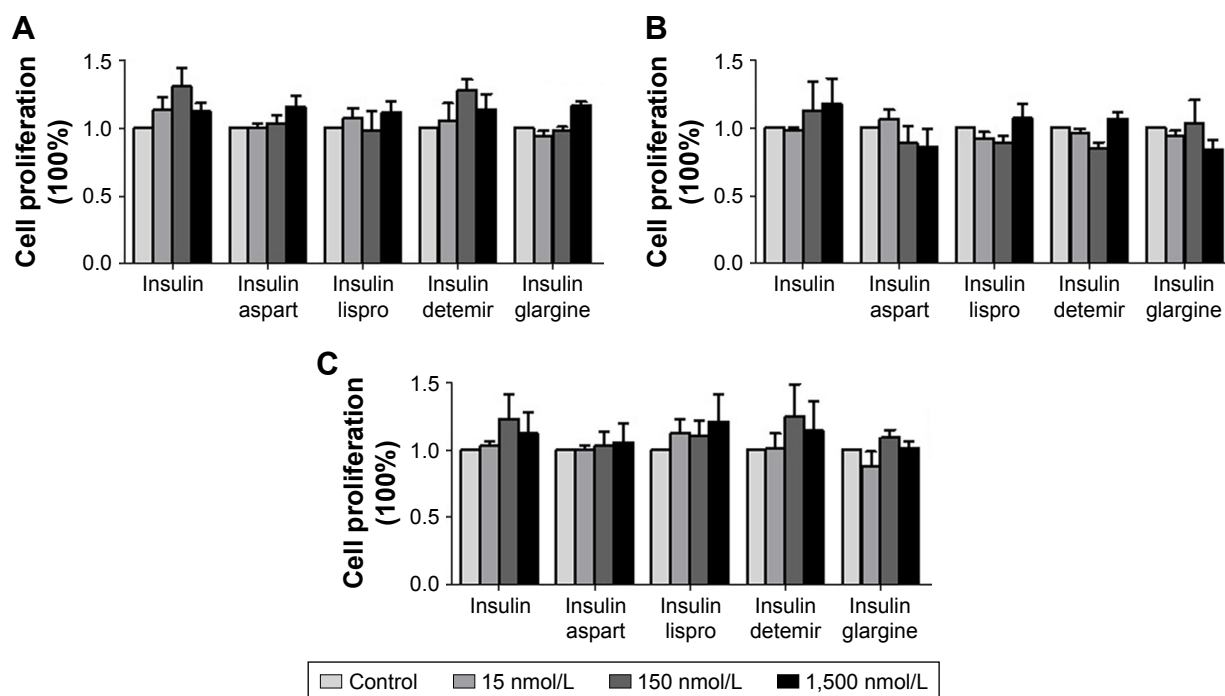 A
Cell proliferation
(100%)
1.5
1.0
0.5
0.0
Insulin
Insulin
aspart
Insulin
lispro
Insulin
detemir
Insulin
glargine
B
Cell proliferation
(100%)
1.5
1.0
0.5
0.0
Insulin
Insulin
aspart
Insulin
lispro
Insulin
detemir
Insulin
glargine
C
Cell proliferation
(100%)
1.5
1.0
0.5
0.0
Insulin
Insulin
aspart
Insulin
lispro
Insulin
detemir
Insulin
glargine
Control 15 nmol/L 150 nmol/L 1,500 nmol/L